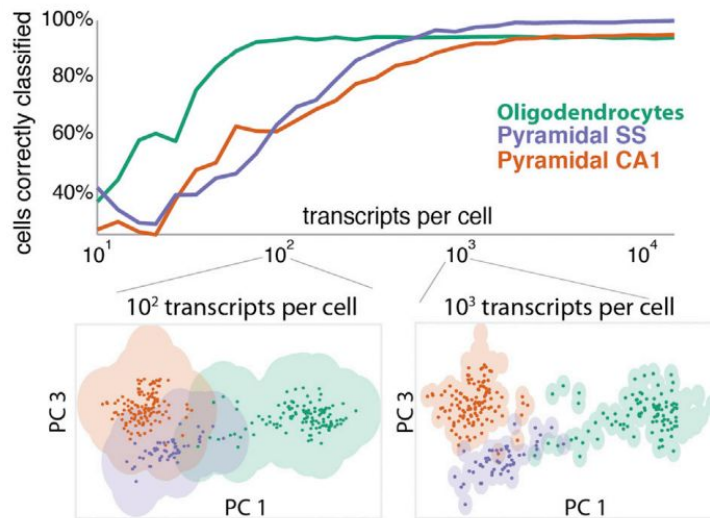 100%
80%
60%
40%
cells correctly classified
Oligodendrocytes
Pyramidal SS
Pyramidal CA1
transcripts per cell
10¹
10²
10³
10⁴
10² transcripts per cell
10³ transcripts per cell
PC 3
PC 1
PC 3
PC 1